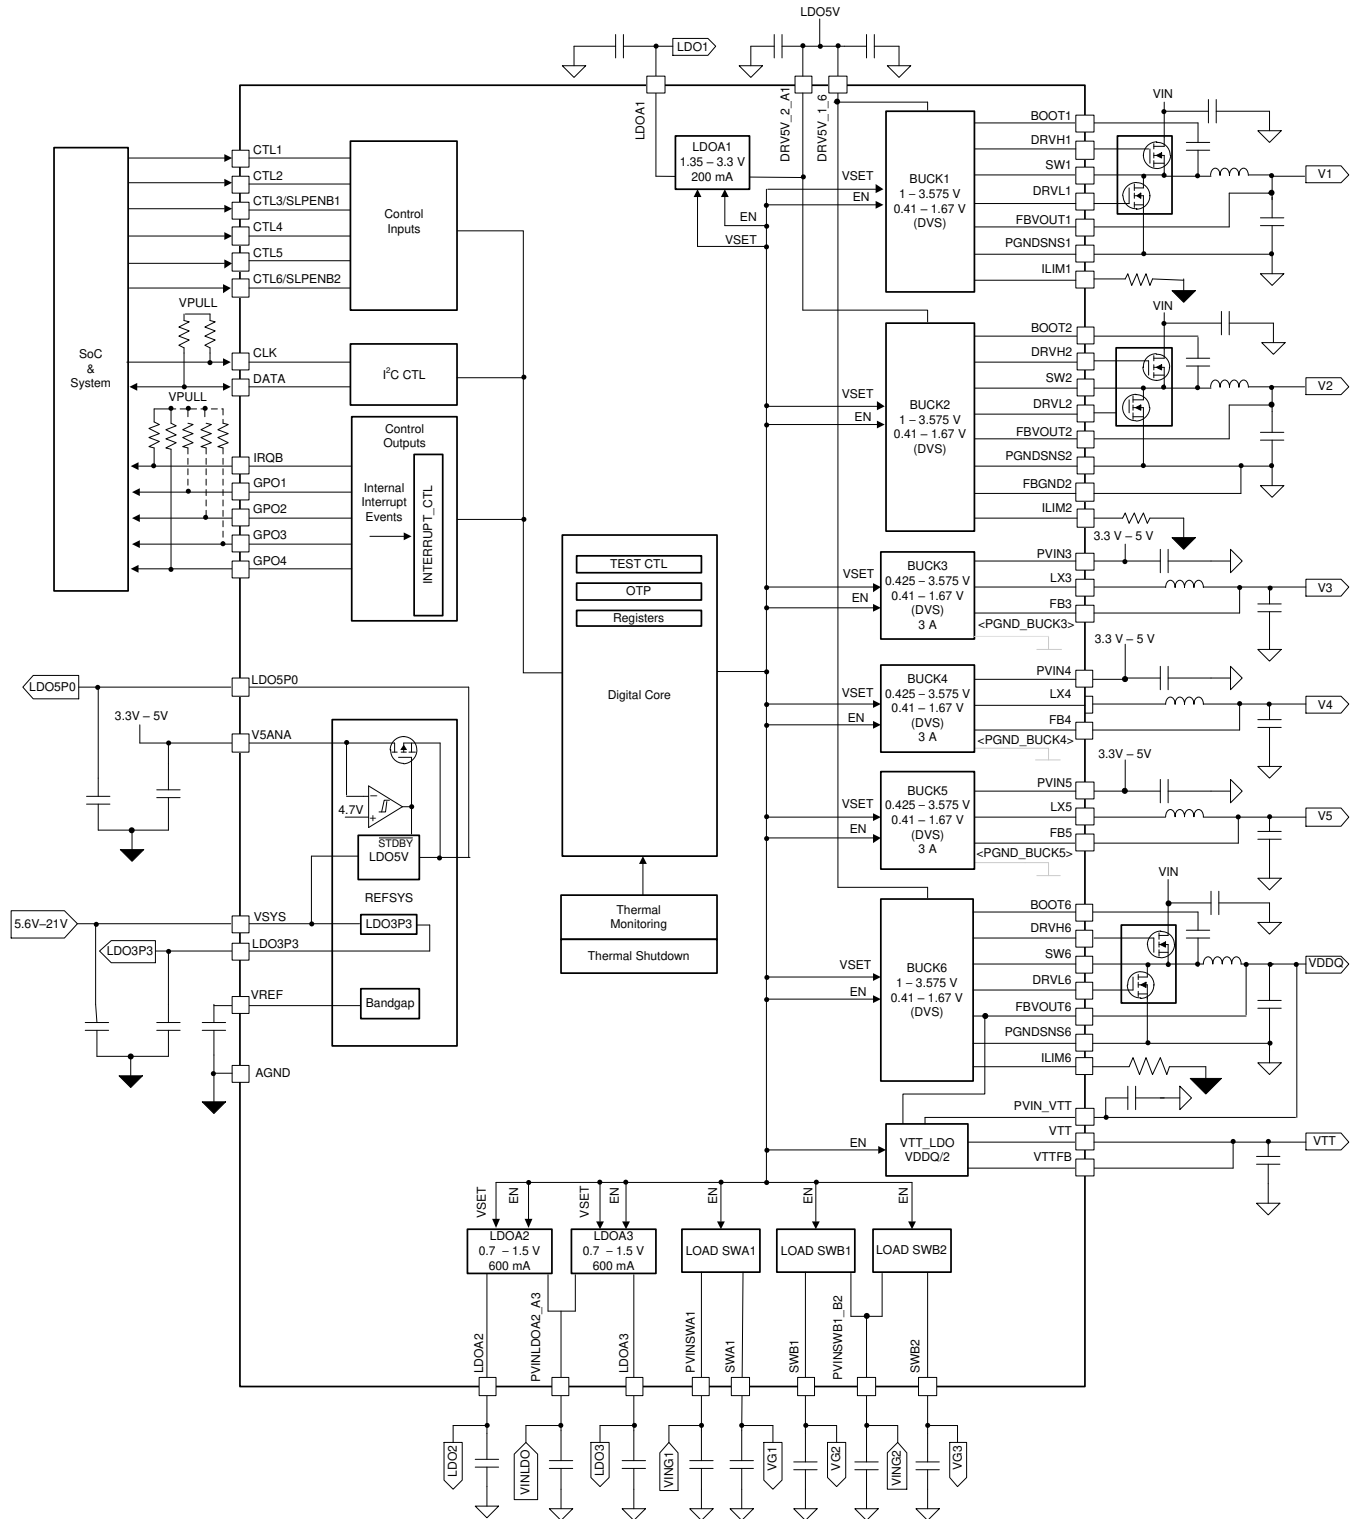 LDO5V
LDO1
LDOA1
DRV5V_2_A1
DRV5V_1_6
LDOA1
1.35 – 3.3 V
200 mA
EN
VSET
SoC
&
System
CTL1
CTL2
CTL3/SLPENB1
CTL4
CTL5
CTL6/SLPENB2
Control
Inputs
VPULL
CLK
DATA
I²C CTL
VPULL
IRQB
GPO1
GPO2
GPO3
GPO4
Control
Outputs
Internal
Interrupt
Events
INTERRUPT_CTL
TEST CTL
OTP
Registers
Digital Core
Thermal
Monitoring
Thermal Shutdown
LDO5P0
LDO5P0
3.3V – 5V
V5ANA
4.7V
−
+
STDBY
LDO5V
REFSYS
5.6V–21V
VSYS
LDO3P3
LDO3P3
LDO3P3
VREF
Bandgap
AGND
VSET
EN
BUCK1
1 – 3.575 V
0.41 – 1.67 V
(DVS)
BOOT1
DRVH1
SW1
DRVL1
FBVOUT1
PGNDSNS1
ILIM1
VIN
V1
VSET
EN
BUCK2
1 – 3.575 V
0.41 – 1.67 V
(DVS)
BOOT2
DRVH2
SW2
DRVL2
FBVOUT2
PGNDSNS2
FBGND2
ILIM2
VIN
V2
VSET
EN
BUCK3
0.425 – 3.575 V
0.41 – 1.67 V
(DVS)
3 A
3.3 V – 5 V
PVIN3
LX3
FB3
<PGND_BUCK3>
V3
VSET
EN
BUCK4
0.425 – 3.575 V
0.41 – 1.67 V
(DVS)
3 A
3.3 V – 5 V
PVIN4
LX4
FB4
<PGND_BUCK4>
V4
VSET
EN
BUCK5
0.425 – 3.575 V
0.41 – 1.67 V
(DVS)
3 A
3.3V – 5V
PVIN5
LX5
FB5
<PGND_BUCK5>
V5
VSET
EN
BUCK6
1 – 3.575 V
0.41 – 1.67 V
(DVS)
VIN
BOOT6
DRVH6
SW6
DRVL6
FBVOUT6
PGNDSNS6
ILIM6
VDDQ
EN
VTT_LDO
VDDQ/2
PVIN_VTT
VTT
VTTFB
VTT
VSET
EN
VSET
EN
EN
EN
EN
LDOA2
0.7 – 1.5 V
600 mA
LDOA3
0.7 – 1.5 V
600 mA
LOAD SWA1
LOAD SWB1
LOAD SWB2
LDOA2
PVINLDOA2_A3
LDOA3
PVINSWA1
SWA1
SWB1
PVINSWB1_B2
SWB2
LDO2
VINLDO
LDO3
VING1
VG1
VG2
VING2
VG3